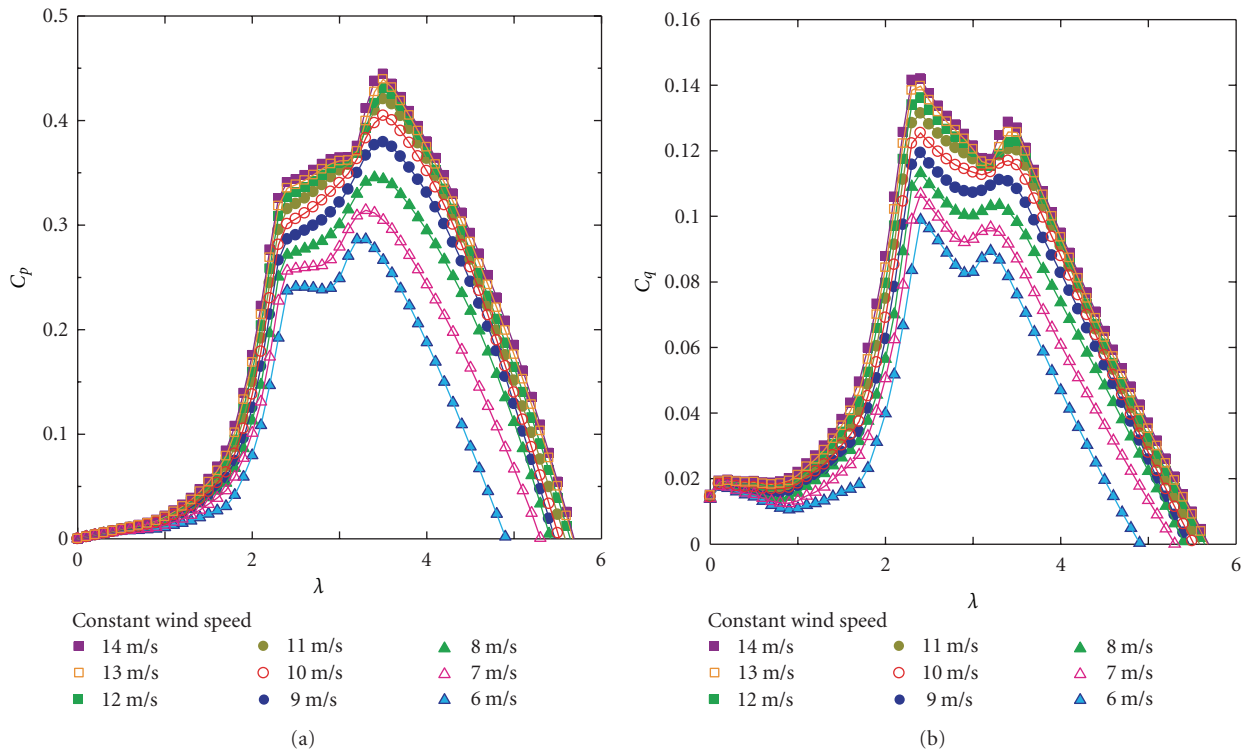 0.5
0.4
0.3
0.2
0.1
0
C_p
0 2 4 6
λ
Constant wind speed
14 m/s 11 m/s 8 m/s
13 m/s 10 m/s 7 m/s
12 m/s 9 m/s 6 m/s
(a)
0.16
0.14
0.12
0.1
0.08
0.06
0.04
0.02
0
C_q
0 2 4 6
λ
Constant wind speed
14 m/s 11 m/s 8 m/s
13 m/s 10 m/s 7 m/s
12 m/s 9 m/s 6 m/s
(b)